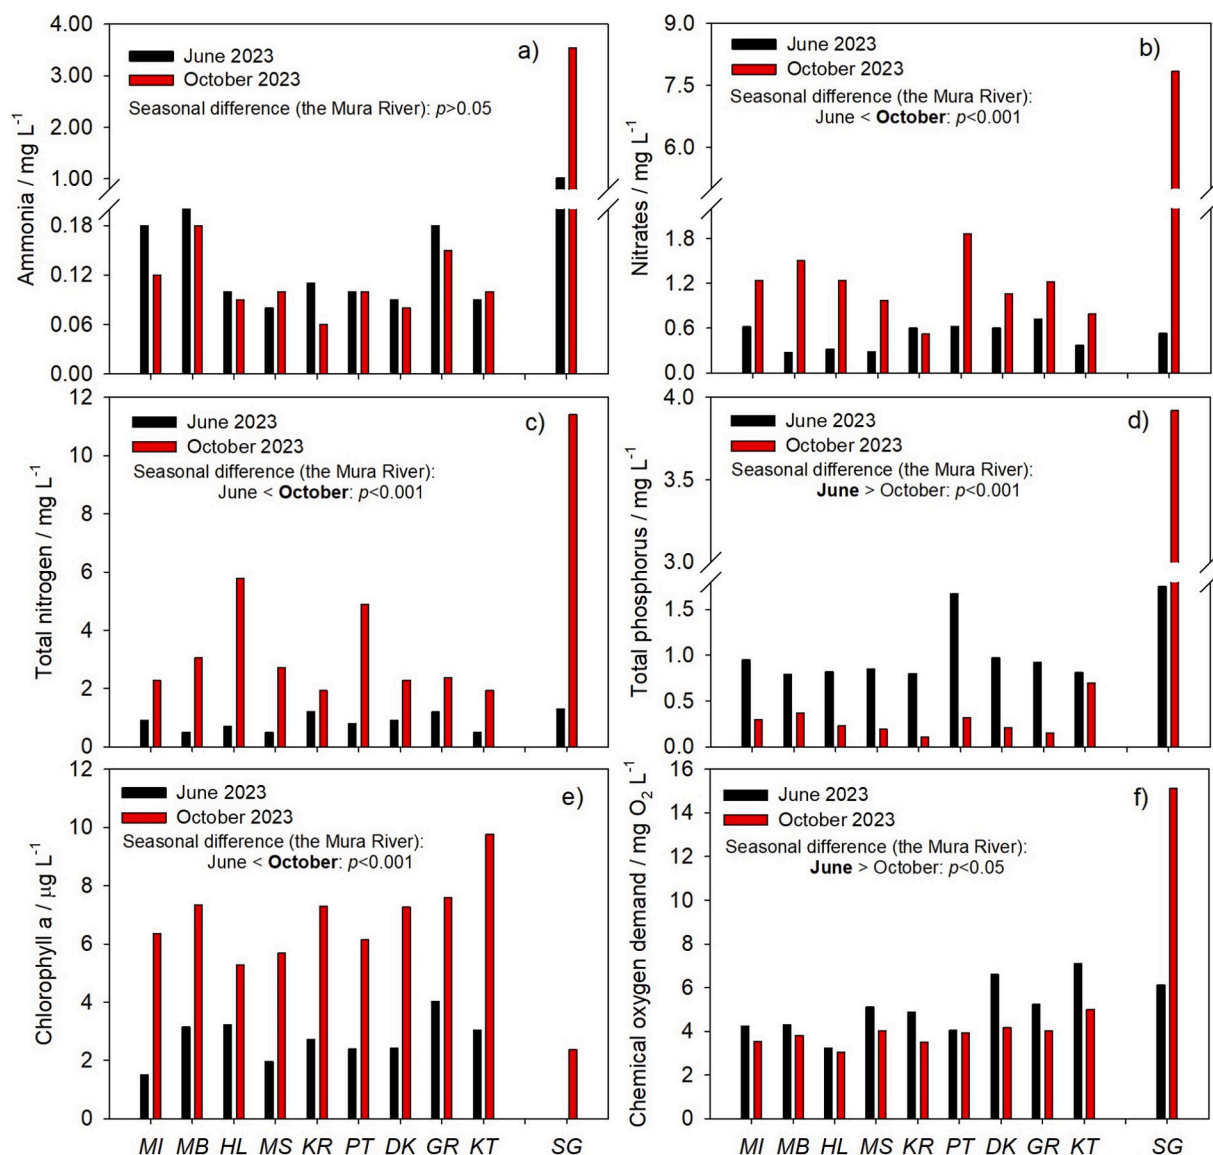 4.00
3.00
2.00
1.00
0.18
0.12
0.06
0.00
Ammonia / mg L⁻¹
June 2023
October 2023
a)
Seasonal difference (the Mura River): p>0.05
9.0
7.5
6.0
1.8
1.2
0.6
0.0
Nitrates / mg L⁻¹
June 2023
October 2023
b)
Seasonal difference (the Mura River):
June < October: p<0.001
12
10
8
6
4
2
0
Total nitrogen / mg L⁻¹
June 2023
October 2023
c)
Seasonal difference (the Mura River):
June < October: p<0.001
4.0
3.5
3.0
1.5
1.0
0.5
0.0
Total phosphorus / mg L⁻¹
June 2023
October 2023
d)
Seasonal difference (the Mura River):
June > October: p<0.001
12
10
8
6
4
2
0
Chlorophyll a / µg L⁻¹
June 2023
October 2023
e)
Seasonal difference (the Mura River):
June < October: p<0.001
MI MB HL MS KR PT DK GR KT SG
16
14
12
10
8
6
4
2
0
Chemical oxygen demand / mg O₂ L⁻¹
June 2023
October 2023
f)
Seasonal difference (the Mura River):
June > October: p<0.05
MI MB HL MS KR PT DK GR KT SG